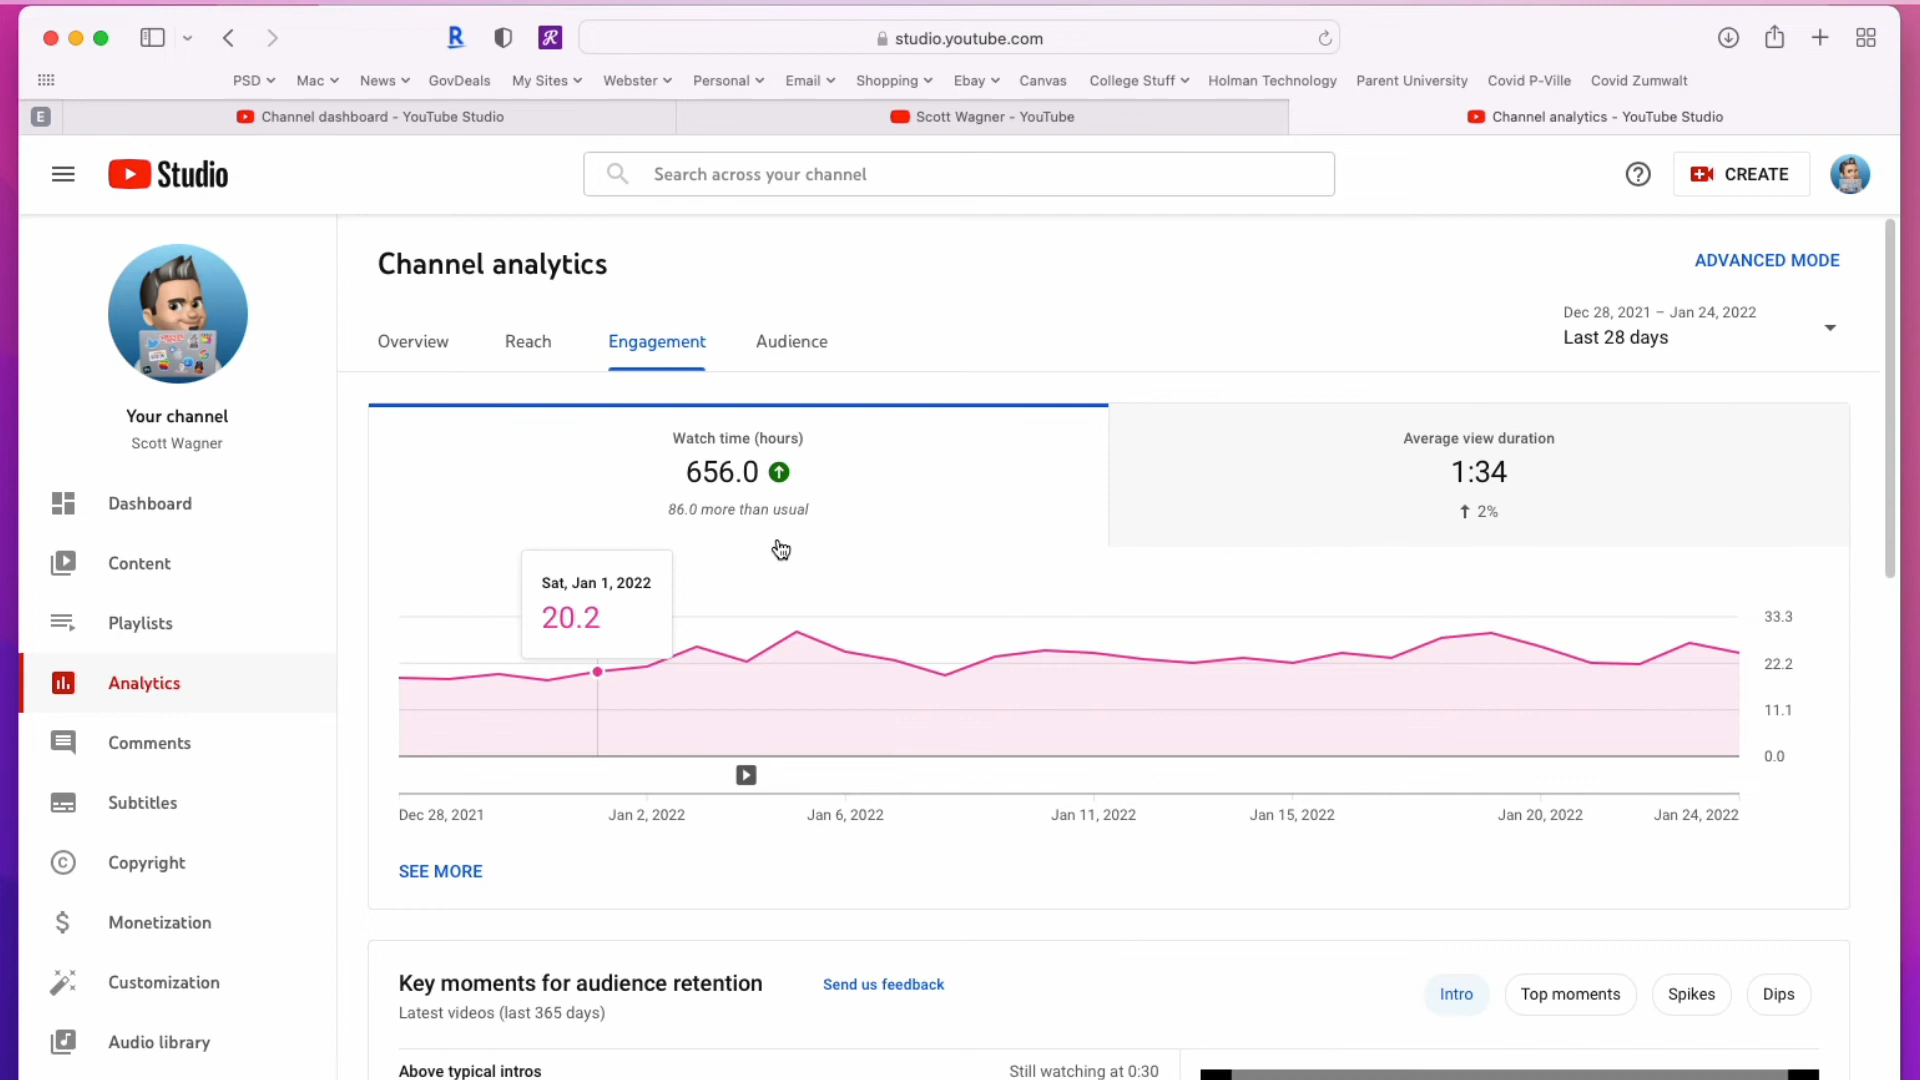 studio.youtube.com
PSD Mac News GovDeals My Sites Webster Personal Email Shopping Ebay Canvas College Stuff Holman Technology Parent University Covid P-Ville Covid Zumwalt
E Channel dashboard - YouTube Studio Scott Wagner - YouTube Channel analytics - YouTube Studio
Studio Search across your channel CREATE
Channel analytics ADVANCED MODE
Dec 28, 2021 – Jan 24, 2022
Last 28 days
Overview Reach Engagement Audience
Your channel
Scott Wagner
Dashboard
Content
Playlists
Analytics
Comments
Subtitles
Copyright
Monetization
Customization
Audio library
Watch time (hours)
656.0
86.0 more than usual
Average view duration
1:34
2%
Sat, Jan 1, 2022
20.2
33.3
22.2
11.1
0.0
Dec 28, 2021 Jan 2, 2022 Jan 6, 2022 Jan 11, 2022 Jan 15, 2022 Jan 20, 2022 Jan 24, 2022
SEE MORE
Key moments for audience retention Send us feedback
Latest videos (last 365 days)
Intro Top moments Spikes Dips
Above typical intros Still watching at 0:30